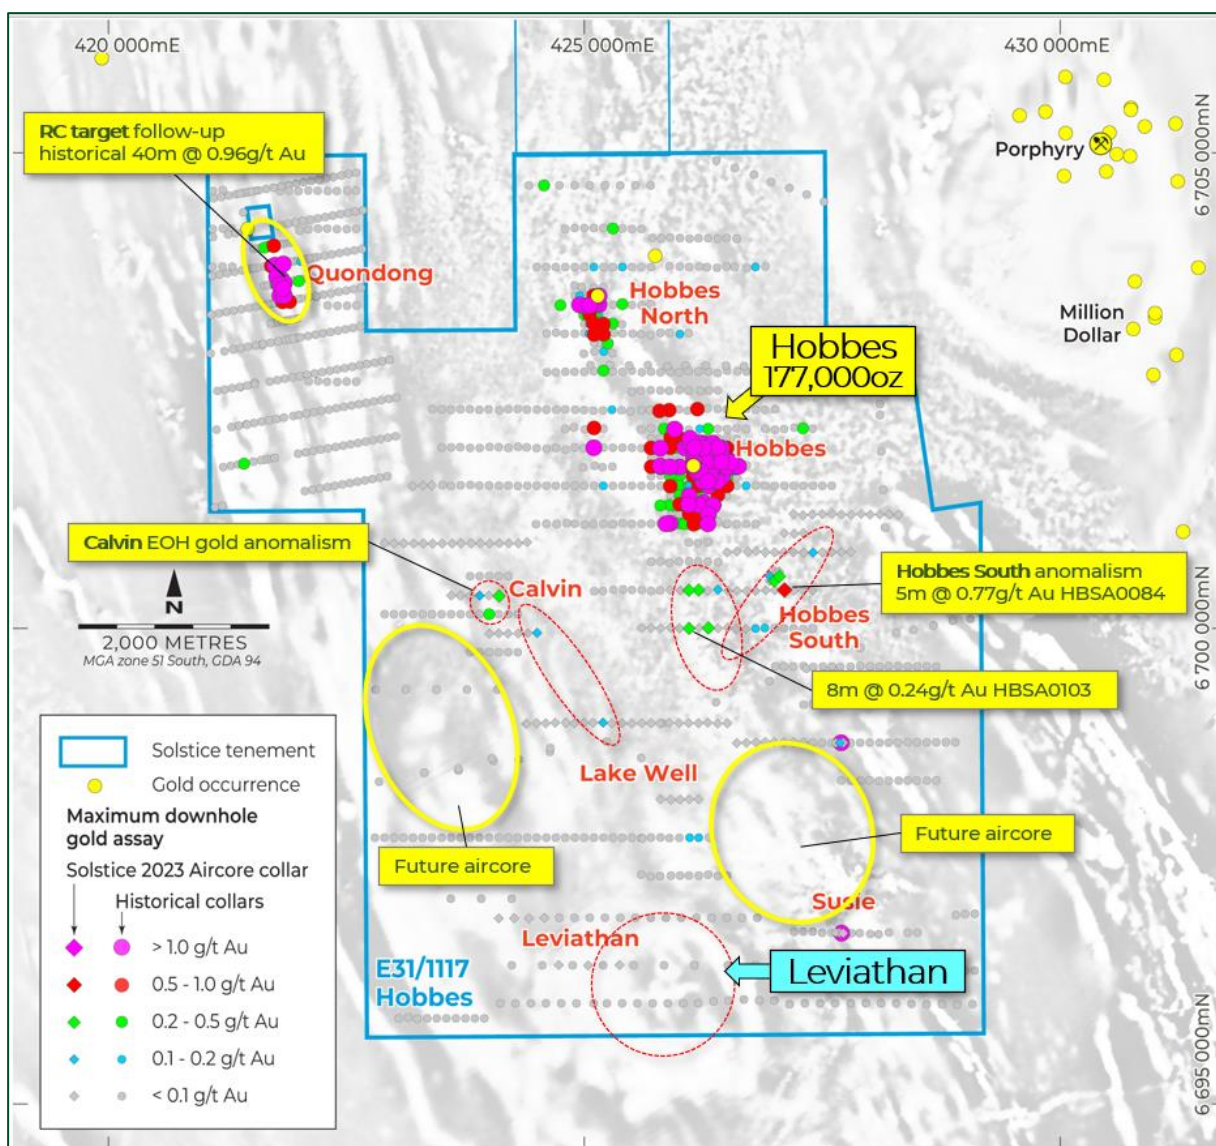 420 000mE
425 000mE
430 000mE
RC target follow-up
historical 40m @ 0.96g/t Au
Porphyry
6 705 000mN
Quondong
Hobbes
North
Million
Dollar
Hobbes
177,000oz
Hobbes
Calvin EOH gold anomalism
N
2,000 METRES
MGA zone 51 South, GDA 94
Calvin
Hobbes South anomalism
5m @ 0.77g/t Au HBSA0084
Hobbes
South
6 700 000mN
8m @ 0.24g/t Au HBSA0103
Lake Well
Future aircore
Future aircore
Susie
Leviathan
Leviathan
E31/1117
Hobbes
6 695 000mN
Solstice tenement
Gold occurrence
Maximum downhole
gold assay
Solstice 2023 Aircore collar
Historical collars
> 1.0 g/t Au
0.5 - 1.0 g/t Au
0.2 - 0.5 g/t Au
0.1 - 0.2 g/t Au
< 0.1 g/t Au